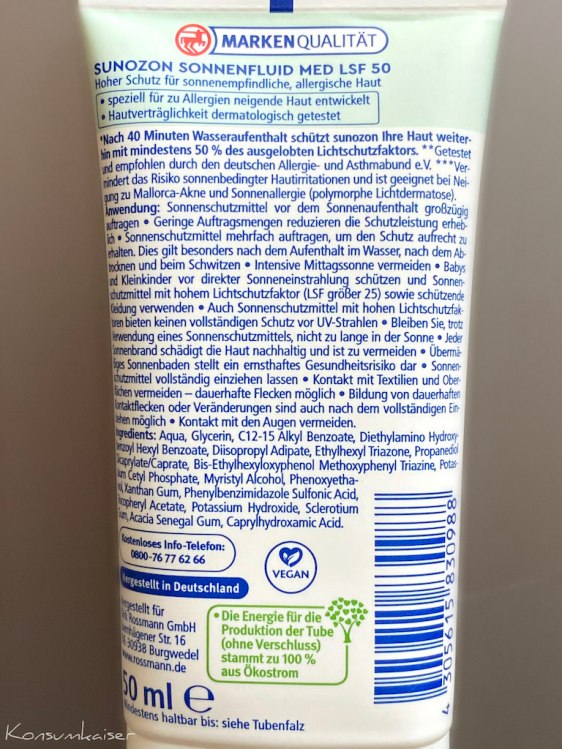 MARKENQUALITÄT
SUNOZON SONNENFLUID MED LSF 50
Hoher Schutz für sonnenempfindliche, allergische Haut
• speziell für zu Allergien neigende Haut entwickelt
• Hautverträglichkeit dermatologisch getestet
*Nach 40 Minuten Wasseraufenthalt schützt sunozon Ihre Haut weiter-
hin mit mindestens 50 % des ausgelobten Lichtschutzfaktors. **Getestet
und empfohlen durch den deutschen Allergie- und Asthmabund e.V. ***Ver-
mindert das Risiko sonnenbedingter Hautirritationen und ist geeignet bei Nei-
gung zu Mallorca-Akne und Sonnenallergie (polymorphe Lichtdermatose).
Anwendung: Sonnenschutzmittel vor dem Sonnenaufenthalt großzügig
auftragen • Geringe Auftragsmengen reduzieren die Schutzleistung erheb-
lich • Sonnenschutzmittel mehrfach auftragen, um den Schutz aufrecht zu
erhalten. Dies gilt besonders nach dem Aufenthalt im Wasser, nach dem Ab-
trocknen und beim Schwitzen • Intensive Mittagssonne vermeiden • Babys
und Kleinkinder vor direkter Sonneneinstrahlung schützen und Sonnen-
schutzmittel mit hohem Lichtschutzfaktor (LSF größer 25) sowie schützende
Kleidung verwenden • Auch Sonnenschutzmittel mit hohen Lichtschutzfak-
toren bieten keinen vollständigen Schutz vor UV-Strahlen • Bleiben Sie, trotz
Verwendung eines Sonnenschutzmittels, nicht zu lange in der Sonne • Jeder
Sonnenbrand schädigt die Haut nachhaltig und ist zu vermeiden • Übermä-
ßiges Sonnenbaden stellt ein ernsthaftes Gesundheitsrisiko dar • Sonnen-
schutzmittel vollständig einziehen lassen • Kontakt mit Textilien und Ober-
flächen vermeiden – dauerhafte Flecken möglich • Bildung von dauerhaften
Kontaktflecken oder Veränderungen sind auch nach dem vollständigen Ein-
ziehen möglich • Kontakt mit den Augen vermeiden.
Ingredients: Aqua, Glycerin, C12-15 Alkyl Benzoate, Diethylamino Hydroxy-
benzoyl Hexyl Benzoate, Diisopropyl Adipate, Ethylhexyl Triazone, Propanediol
Dicaprylate/Caprate, Bis-Ethylhexyloxyphenol Methoxyphenyl Triazine, Potas-
sium Cetyl Phosphate, Myristyl Alcohol, Phenoxyetha-
nol, Xanthan Gum, Phenylbenzimidazole Sulfonic Acid,
Tocopheryl Acetate, Potassium Hydroxide, Sclerotium
Gum, Acacia Senegal Gum, Caprylhydroxamic Acid.
Kostenloses Info-Telefon:
0800-76 77 62 66
VEGAN
Hergestellt in Deutschland
Hergestellt für
Rossmann GmbH
Isernhägener Str. 16
30938 Burgwedel
www.rossmann.de
• Die Energie für die
Produktion der Tube
(ohne Verschluss)
stammt zu 100 %
aus Ökostrom
50 ml e
Mindestens haltbar bis: siehe Tubenfalz
4 305615 830988
Konsumkaiser